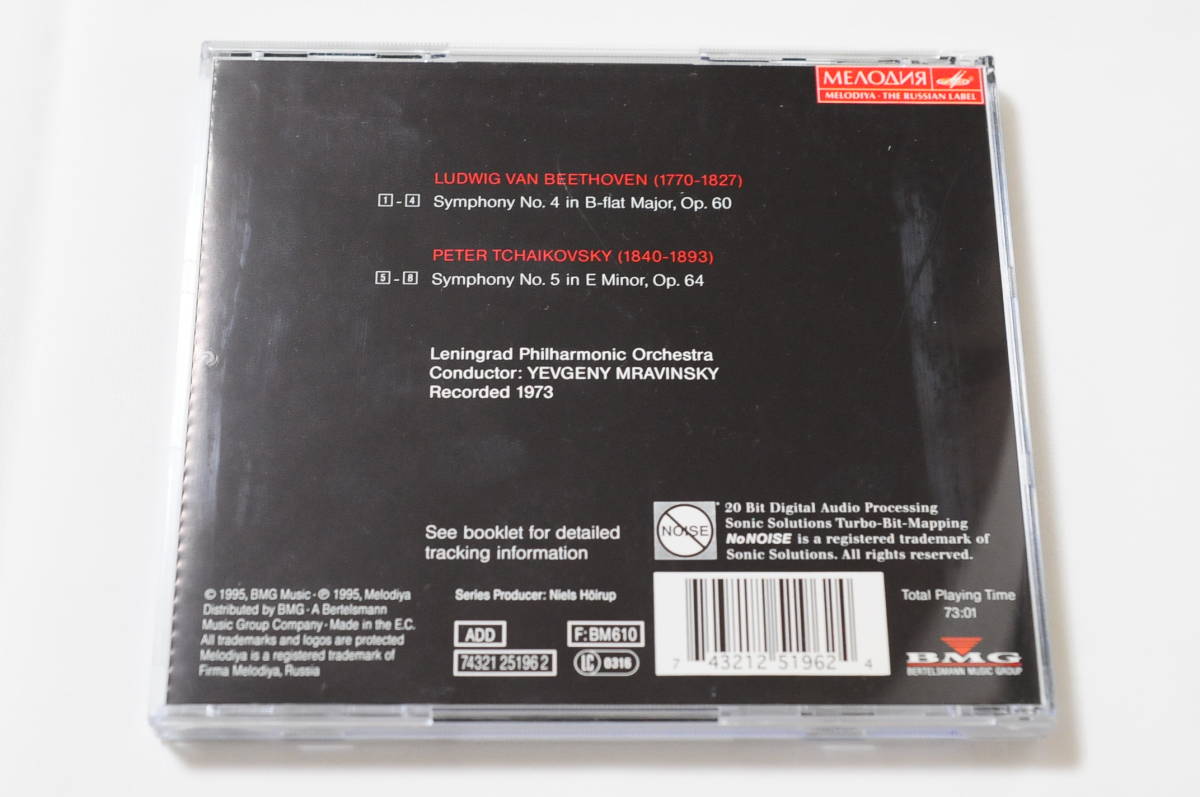 МЕЛОДИЯ
MELODIYA · THE RUSSIAN LABEL
LUDWIG VAN BEETHOVEN (1770-1827)
1 - 4 Symphony No. 4 in B-flat Major, Op. 60
PETER TCHAIKOVSKY (1840-1893)
5 - 8 Symphony No. 5 in E Minor, Op. 64
Leningrad Philharmonic Orchestra
Conductor: YEVGENY MRAVINSKY
Recorded 1973
See booklet for detailed
tracking information
NOISE
* 20 Bit Digital Audio Processing
Sonic Solutions Turbo-Bit-Mapping
NoNOISE is a registered trademark of
Sonic Solutions. All rights reserved.
© 1995, BMG Music · ℗ 1995, Melodiya
Distributed by BMG · A Bertelsmann
Music Group Company · Made in the E.C.
All trademarks and logos are protected
Melodiya is a registered trademark of
Firma Melodiya, Russia
Series Producer: Niels Höirup
ADD
F: BM610
74321 25196 2
LC 0316
7 43212 51962 4
Total Playing Time
73:01
BMG
BERTELSMANN MUSIC GROUP